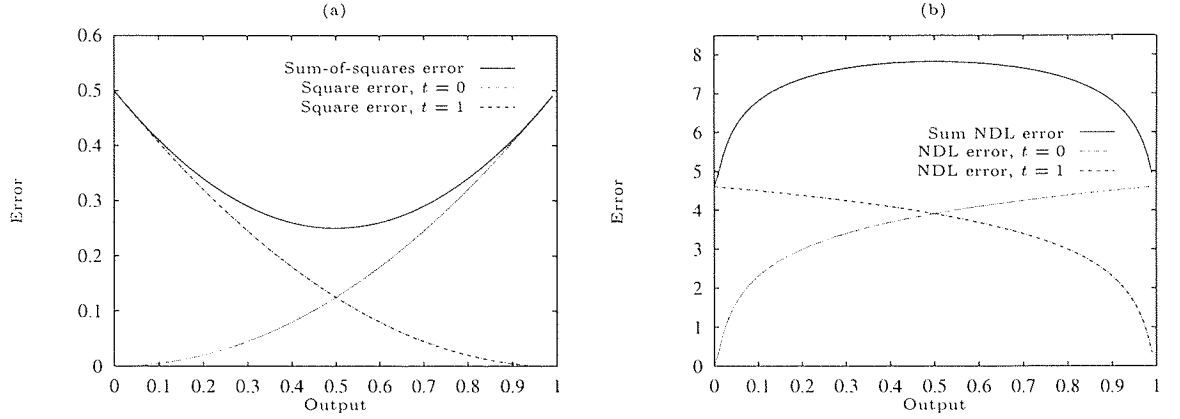 (a)
0.6
0.5
0.4
0.3
0.2
0.1
0
Error
Sum-of-squares error
Square error, t = 0
Square error, t = 1
0 0.1 0.2 0.3 0.4 0.5 0.6 0.7 0.8 0.9 1
Output
(b)
8
7
6
5
4
3
2
1
0
Error
Sum NDL error
NDL error, t = 0
NDL error, t = 1
0 0.1 0.2 0.3 0.4 0.5 0.6 0.7 0.8 0.9 1
Output